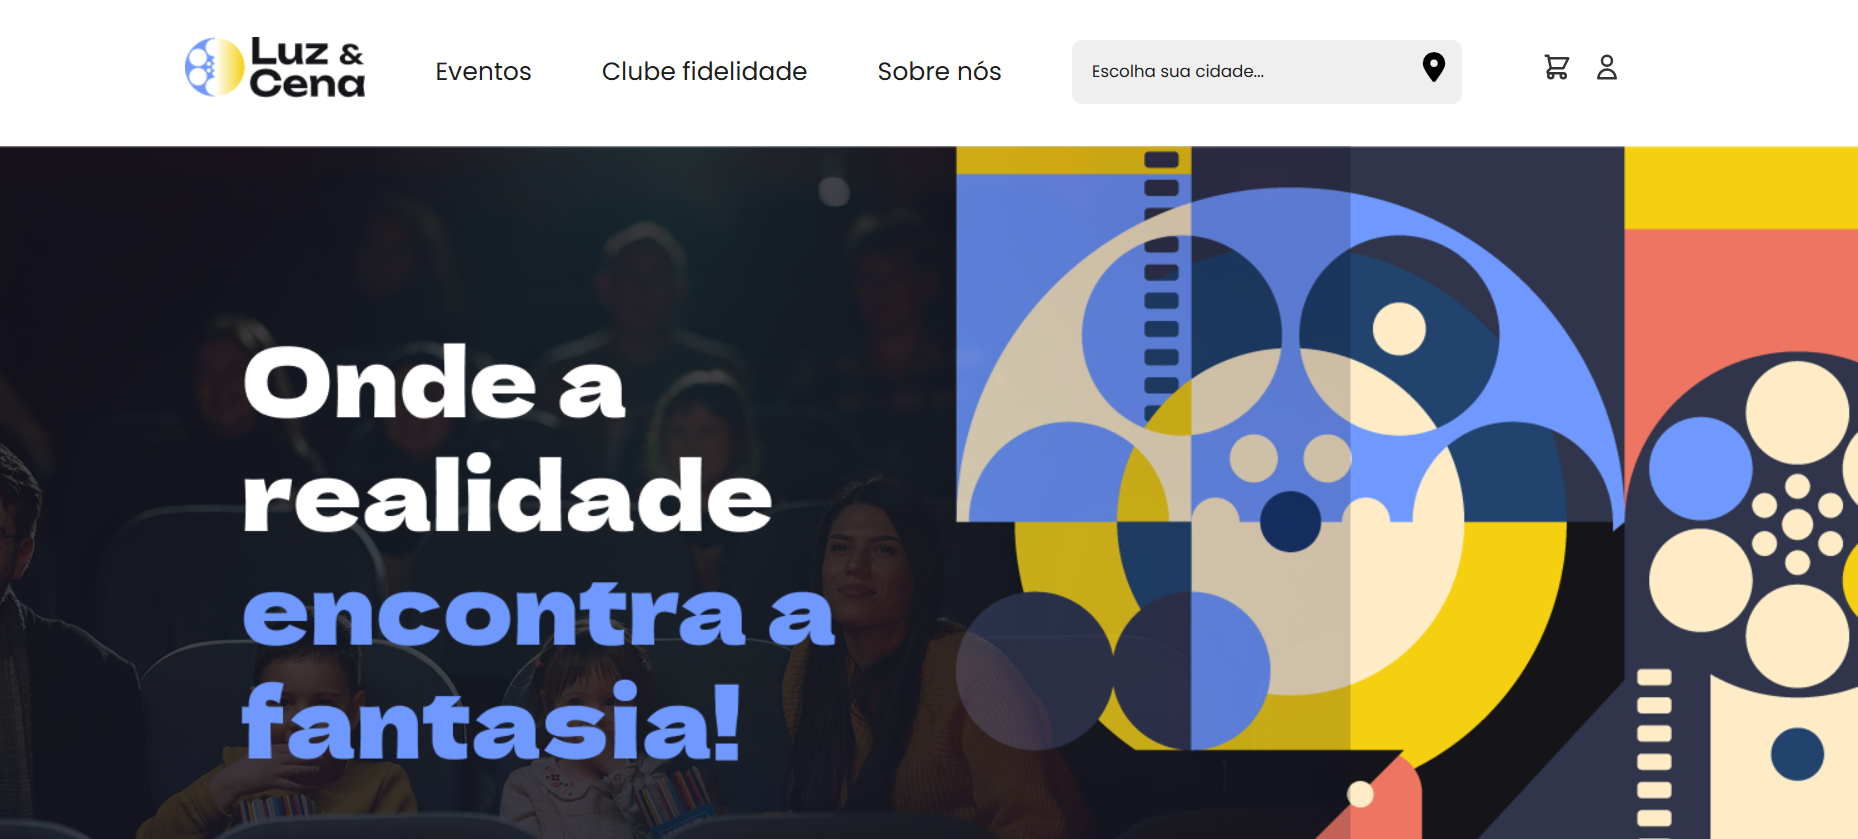 Luz &
Cena
Eventos
Clube fidelidade
Sobre nós
Escolha sua cidade...
Onde a
realidade
encontra a
fantasia!